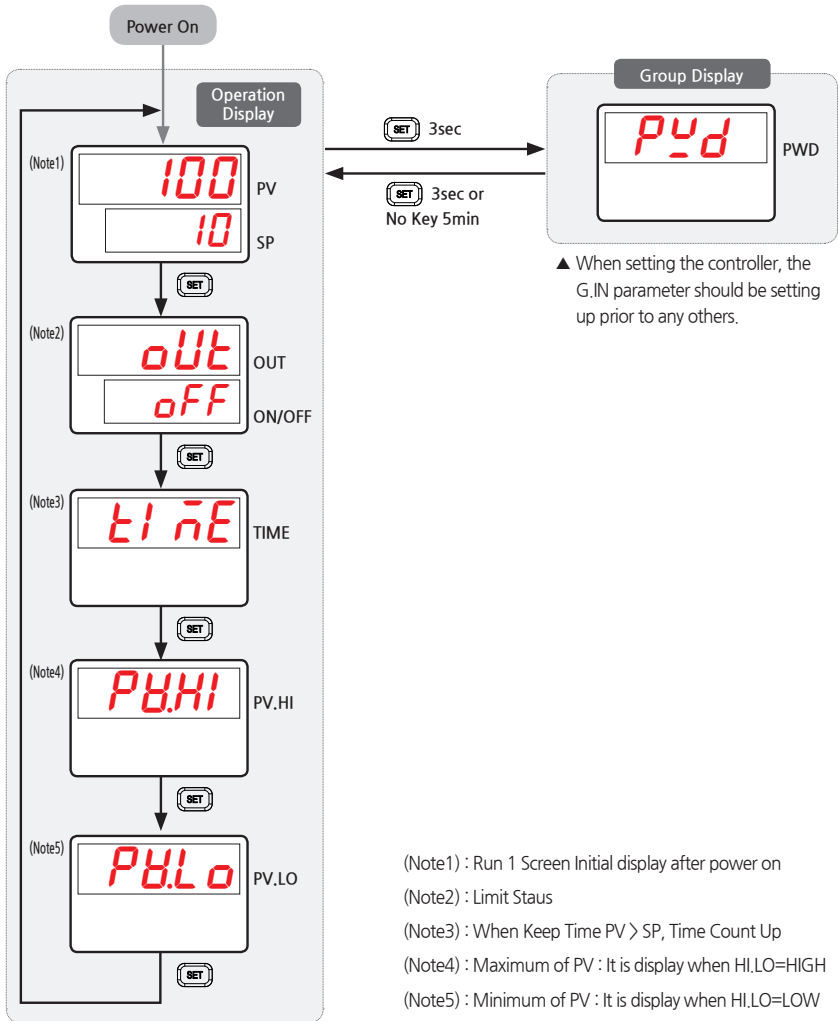 Power On
Operation
Display
(Note1)
100
PV
10
SP
SET
(Note2)
oUt
OUT
oFF
ON/OFF
SET
(Note3)
tIME
TIME
SET
(Note4)
PV.HI
PV.HI
SET
(Note5)
PV.Lo
PV.LO
SET
SET 3sec
SET 3sec or
No Key 5min
Group Display
PWd
PWD
▲ When setting the controller, the
G.IN parameter should be setting
up prior to any others.
(Note1) : Run 1 Screen Initial display after power on
(Note2) : Limit Staus
(Note3) : When Keep Time PV > SP, Time Count Up
(Note4) : Maximum of PV : It is display when HI.LO=HIGH
(Note5) : Minimum of PV : It is display when HI.LO=LOW